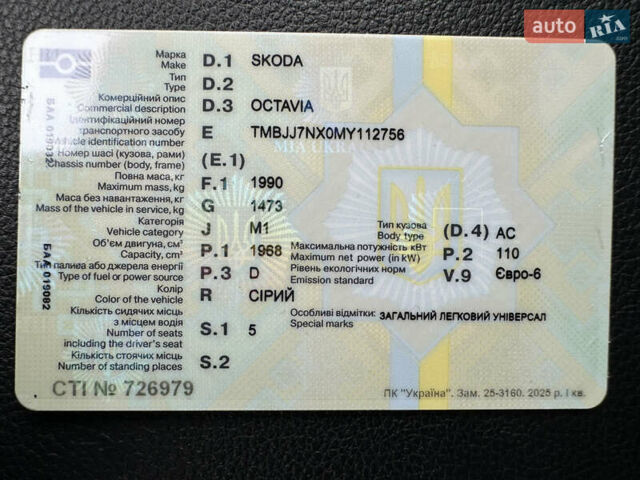 auto RIA .com
Марка D.1 SKODA
Make
Тип D.2
Type
Комерційний опис D.3 OCTAVIA
Commercial description
Ідентифікаційний номер
транспортного засобу E TMBJJ7NX0MY112756
Vehicle identification number
Номер шасі (кузова, рами) (E.1)
Chassis number (body, frame)
Повна маса, кг F.1 1990
Maximum mass, kg
Маса без навантаження, кг G 1473
Mass of the vehicle in service, kg
Категорія J M1 Тип кузова (D.4) АС
Vehicle category Body type
Об'єм двигуна, см³ P.1 1968 Максимальна потужність кВт P.2 110
Capacity, cm³ Maximum net power (in kW)
Тип палива або джерела енергії P.3 D Рівень екологічних норм V.9 Євро-6
Type of fuel or power source Emission standard
Колір R СІРИЙ
Color of the vehicle
Кількість сидячих місць Особливі відмітки: ЗАГАЛЬНИЙ ЛЕГКОВИЙ УНІВЕРСАЛ
з місцем водія S.1 5 Special marks
Number of seats
including the driver's seat
Кількість стоячих місць S.2
Number of standing places
СТІ № 726979
ПК "Україна". Зам. 25-3160. 2025 р. І кв.